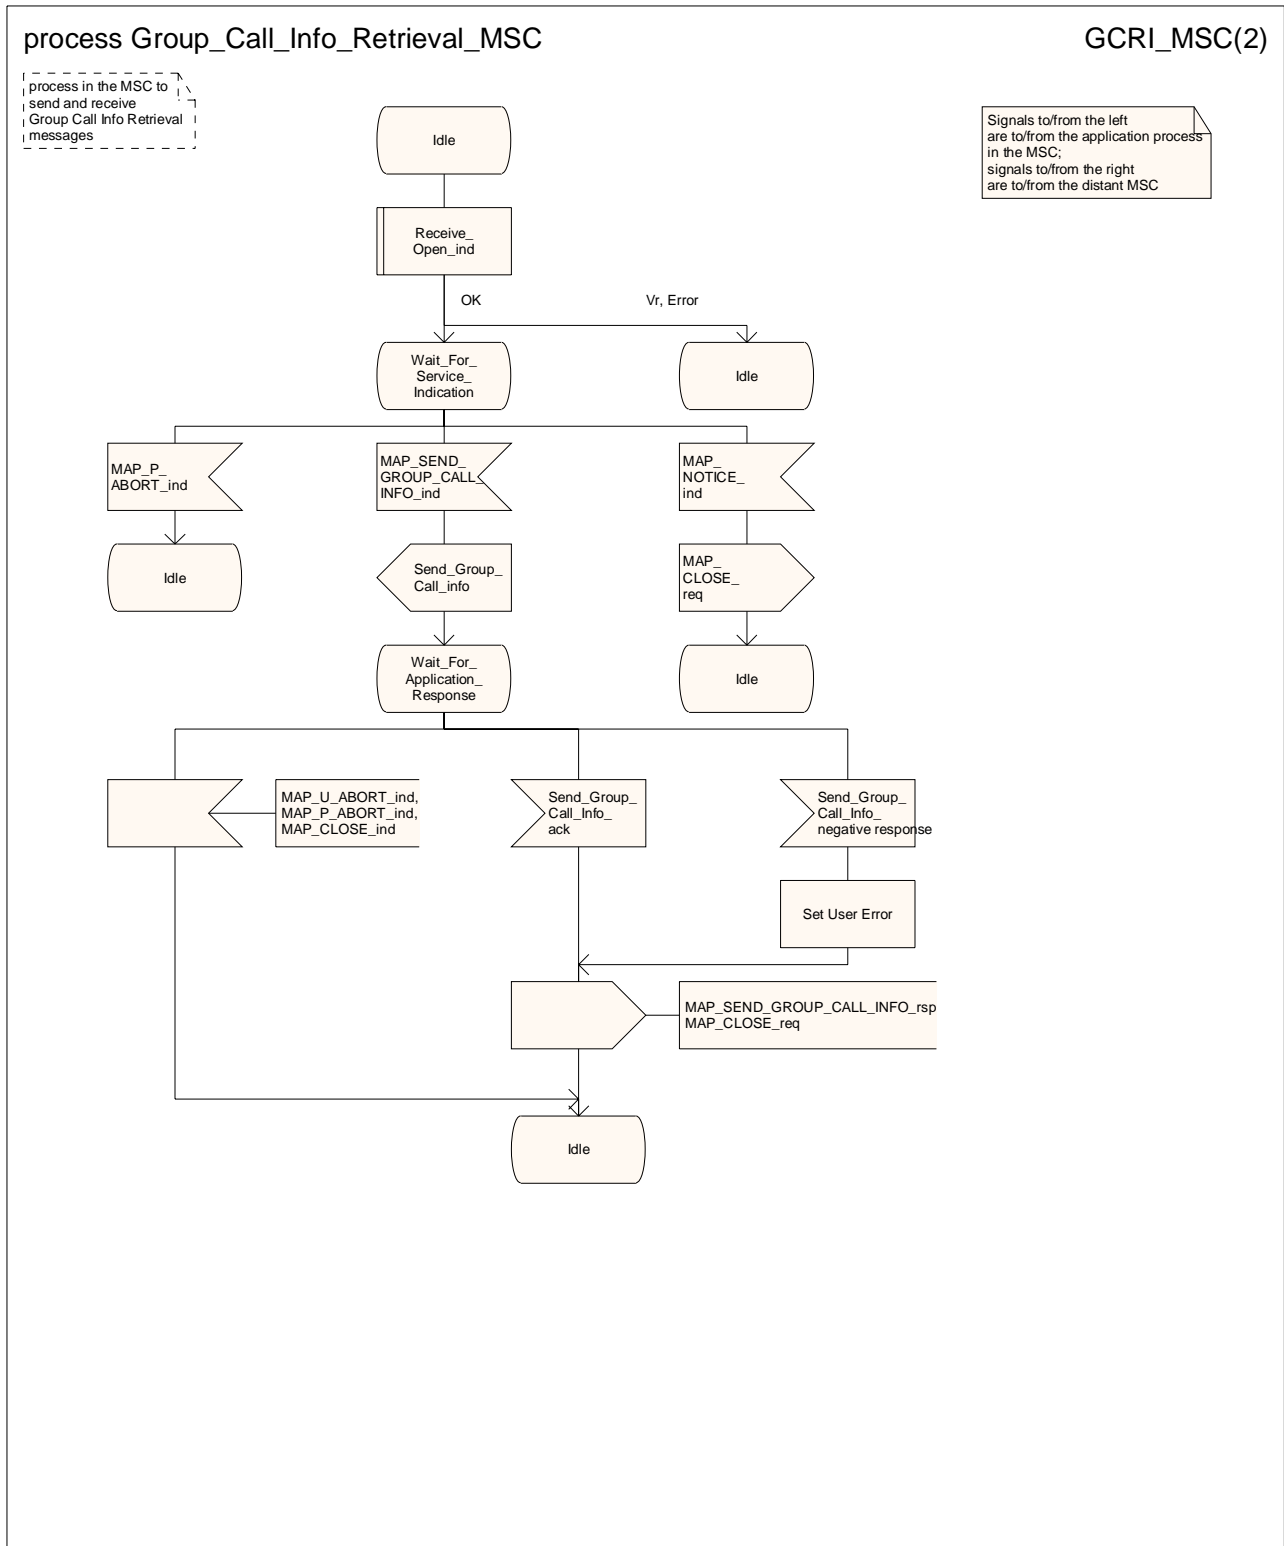 process Group_Call_Info_Retrieval_MSC
GCRI_MSC(2)
process in the MSC to
send and receive
Group Call Info Retrieval
messages
Signals to/from the left
are to/from the application process
in the MSC;
signals to/from the right
are to/from the distant MSC
Idle
Receive_
Open_ind
OK
Vr, Error
Wait_For_
Service_
Indication
Idle
MAP_P_
ABORT_ind
MAP_SEND_
GROUP_CALL_
INFO_ind
MAP_
NOTICE_
ind
Idle
Send_Group_
Call_info
MAP_
CLOSE_
req
Wait_For_
Application_
Response
Idle
MAP_U_ABORT_ind,
MAP_P_ABORT_ind,
MAP_CLOSE_ind
Send_Group_
Call_Info_
ack
Send_Group_
Call_Info_
negative response
Set User Error
MAP_SEND_GROUP_CALL_INFO_rsp
MAP_CLOSE_req
Idle